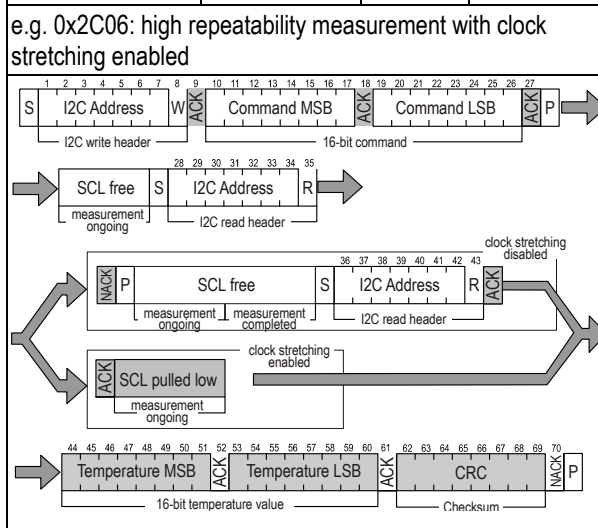 e.g. 0x2C06: high repeatability measurement with clock
stretching enabled
1 2 3 4 5 6 7 8 9 10 11 12 13 14 15 16 17 18 19 20 21 22 23 24 25 26 27
S I2C Address W ACK Command MSB ACK Command LSB ACK P
I2C write header 16-bit command
28 29 30 31 32 33 34 35
SCL free S I2C Address R
measurement ongoing I2C read header
clock stretching
disabled
36 37 38 39 40 41 42 43
NACK P SCL free S I2C Address R ACK
measurement ongoing measurement completed I2C read header
clock stretching
enabled
ACK SCL pulled low
measurement
ongoing
44 45 46 47 48 49 50 51 52 53 54 55 56 57 58 59 60 61 62 63 64 65 66 67 68 69 70
Temperature MSB ACK Temperature LSB ACK CRC NACK P
16-bit temperature value Checksum